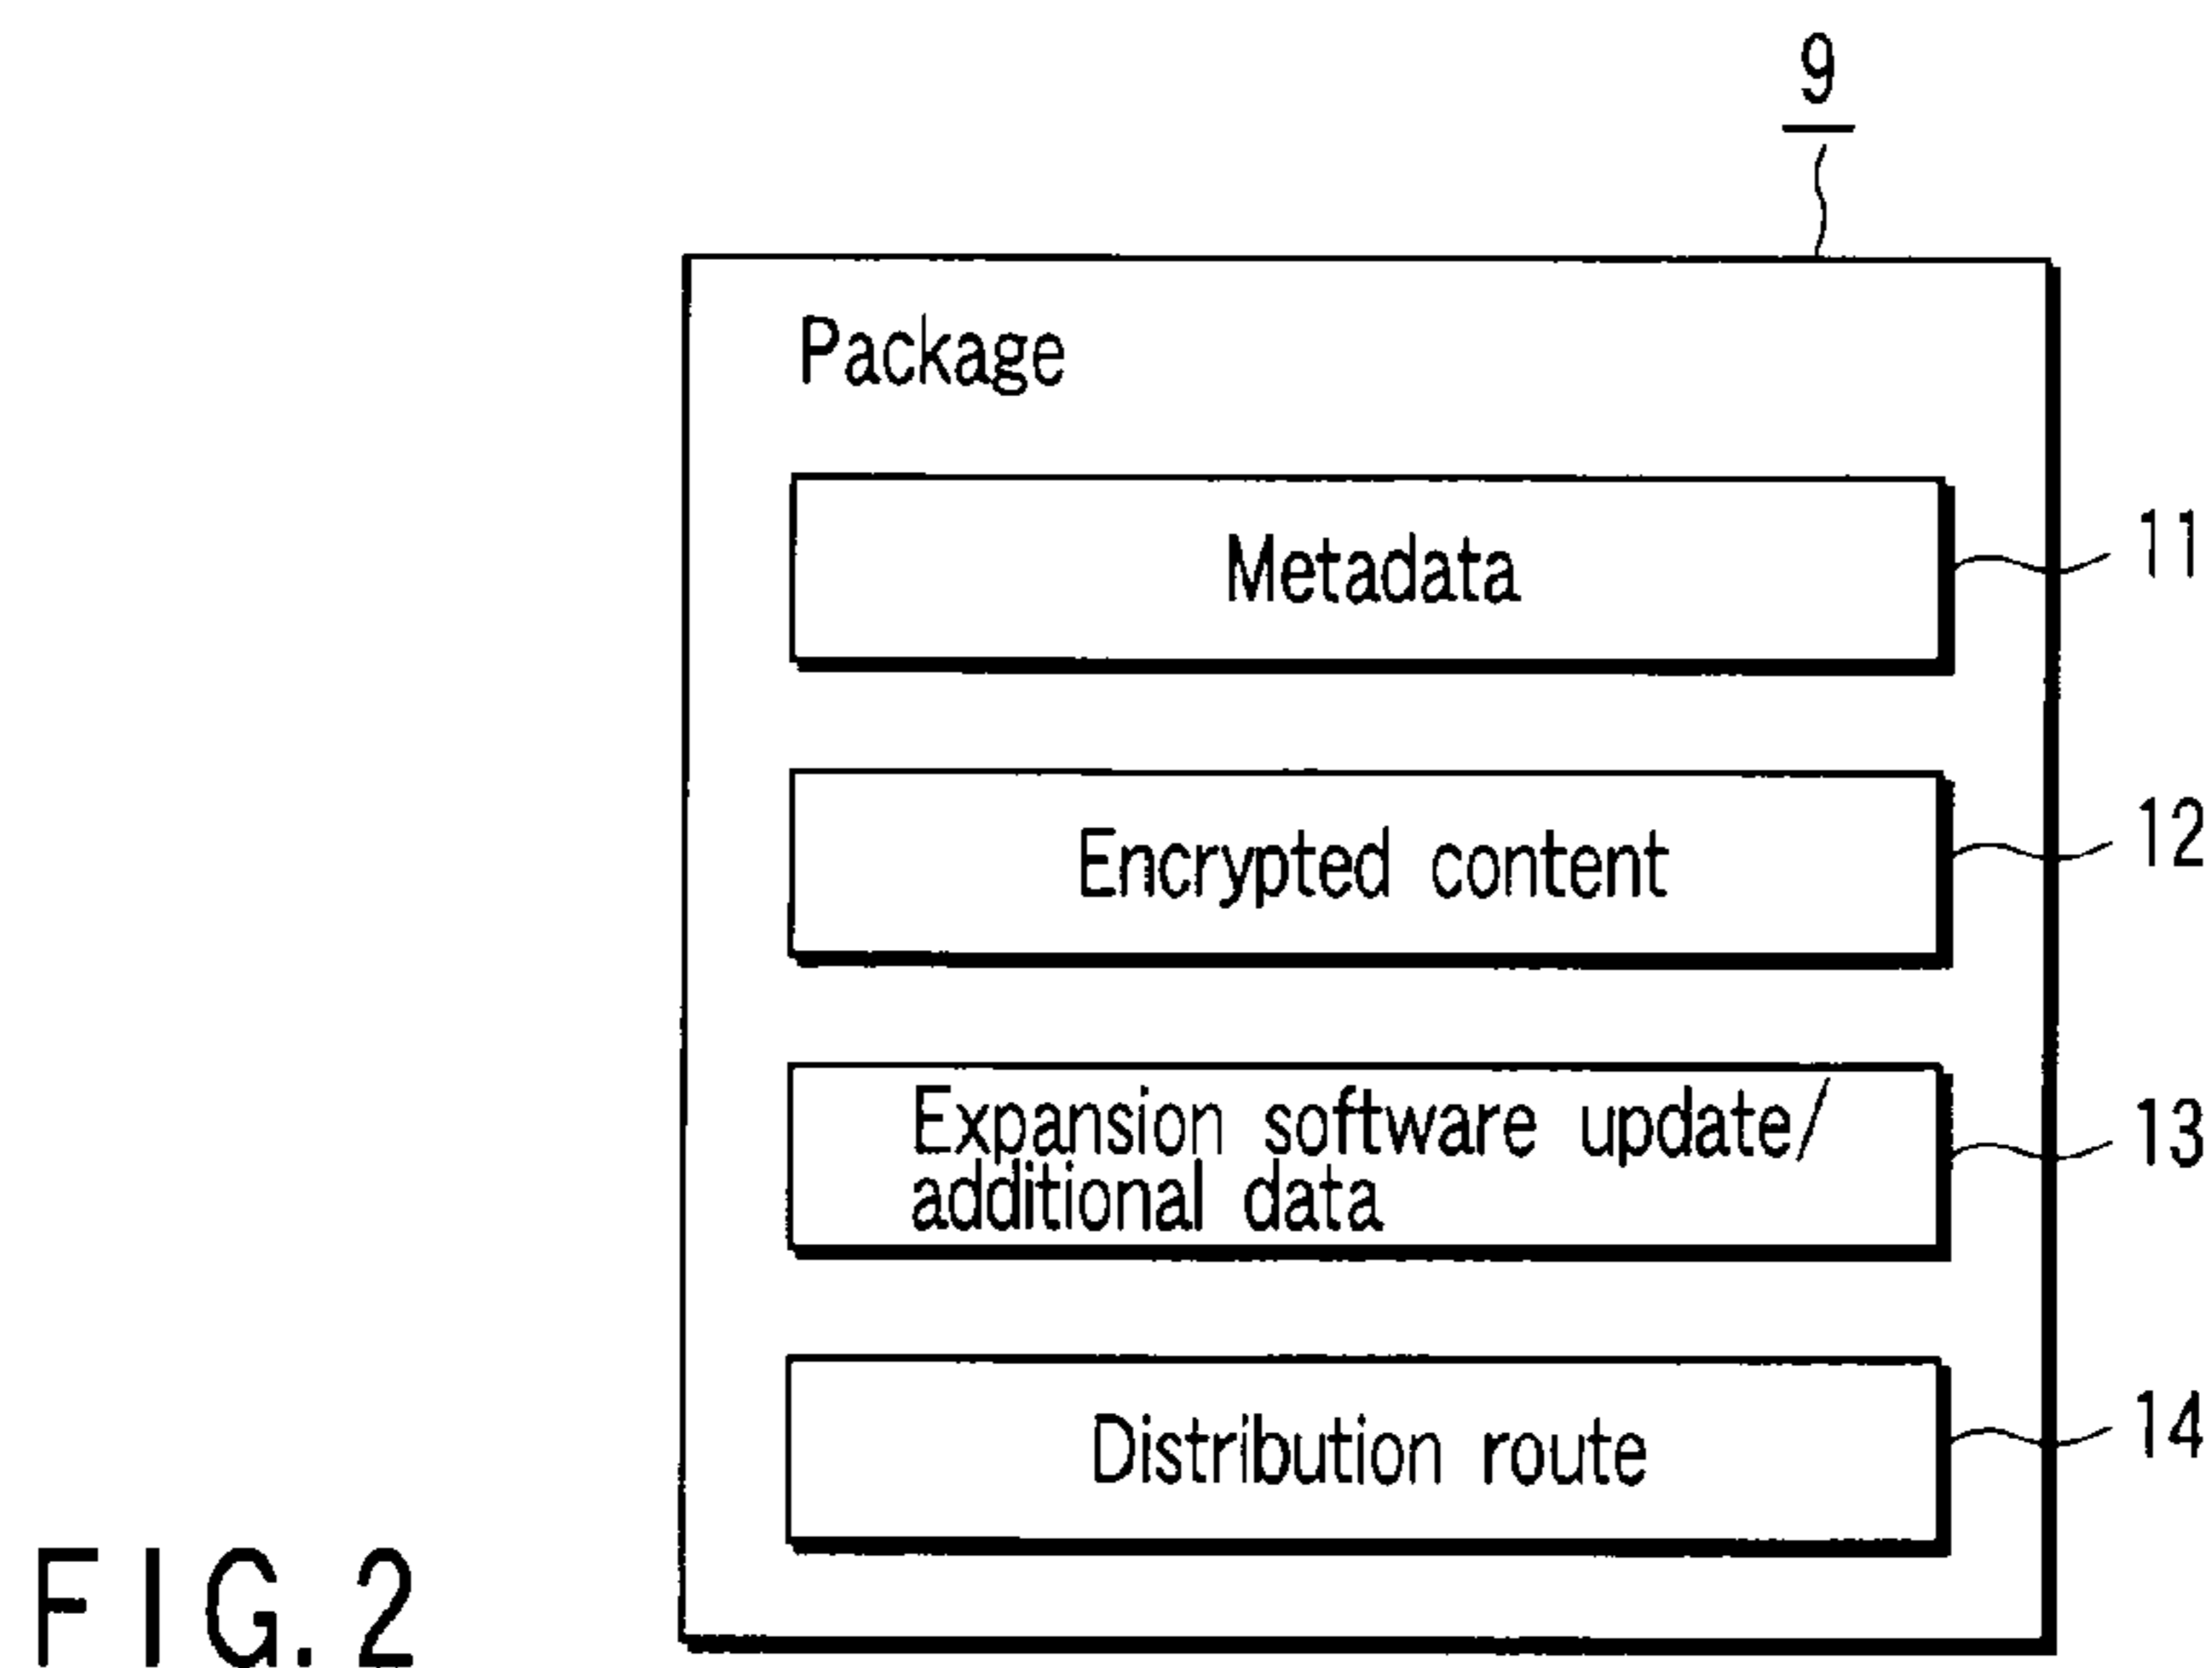 9
Package
Metadata
11
Encrypted content
12
Expansion software update/
additional data
13
Distribution route
14
FIG. 2